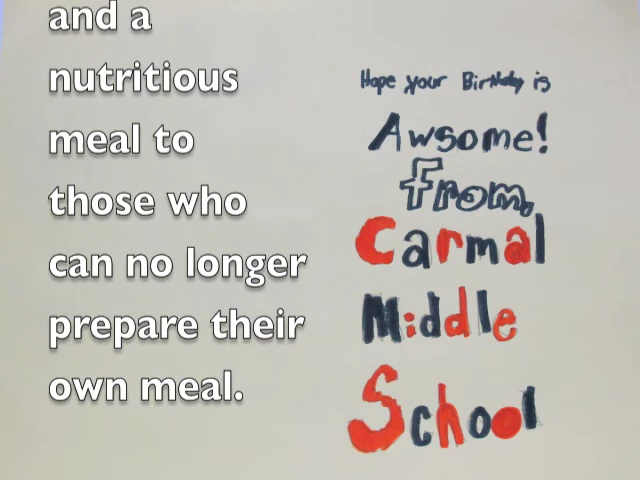 and a
nutritious
meal to
those who
can no longer
prepare their
own meal.
Hope your Birthday is
Awsome!
from,
Carmal
Middle
School